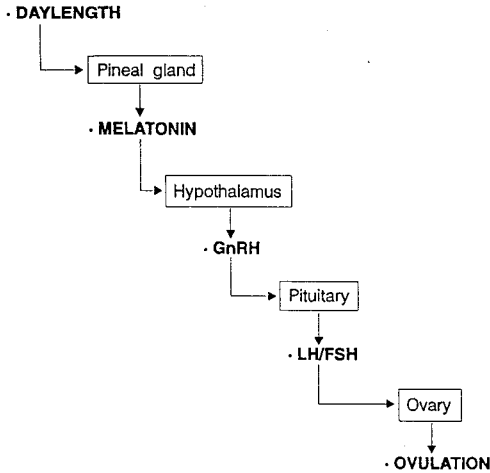 · DAYLENGTH
Pineal gland
· MELATONIN
Hypothalamus
· GnRH
Pituitary
· LH/FSH
Ovary
· OVULATION